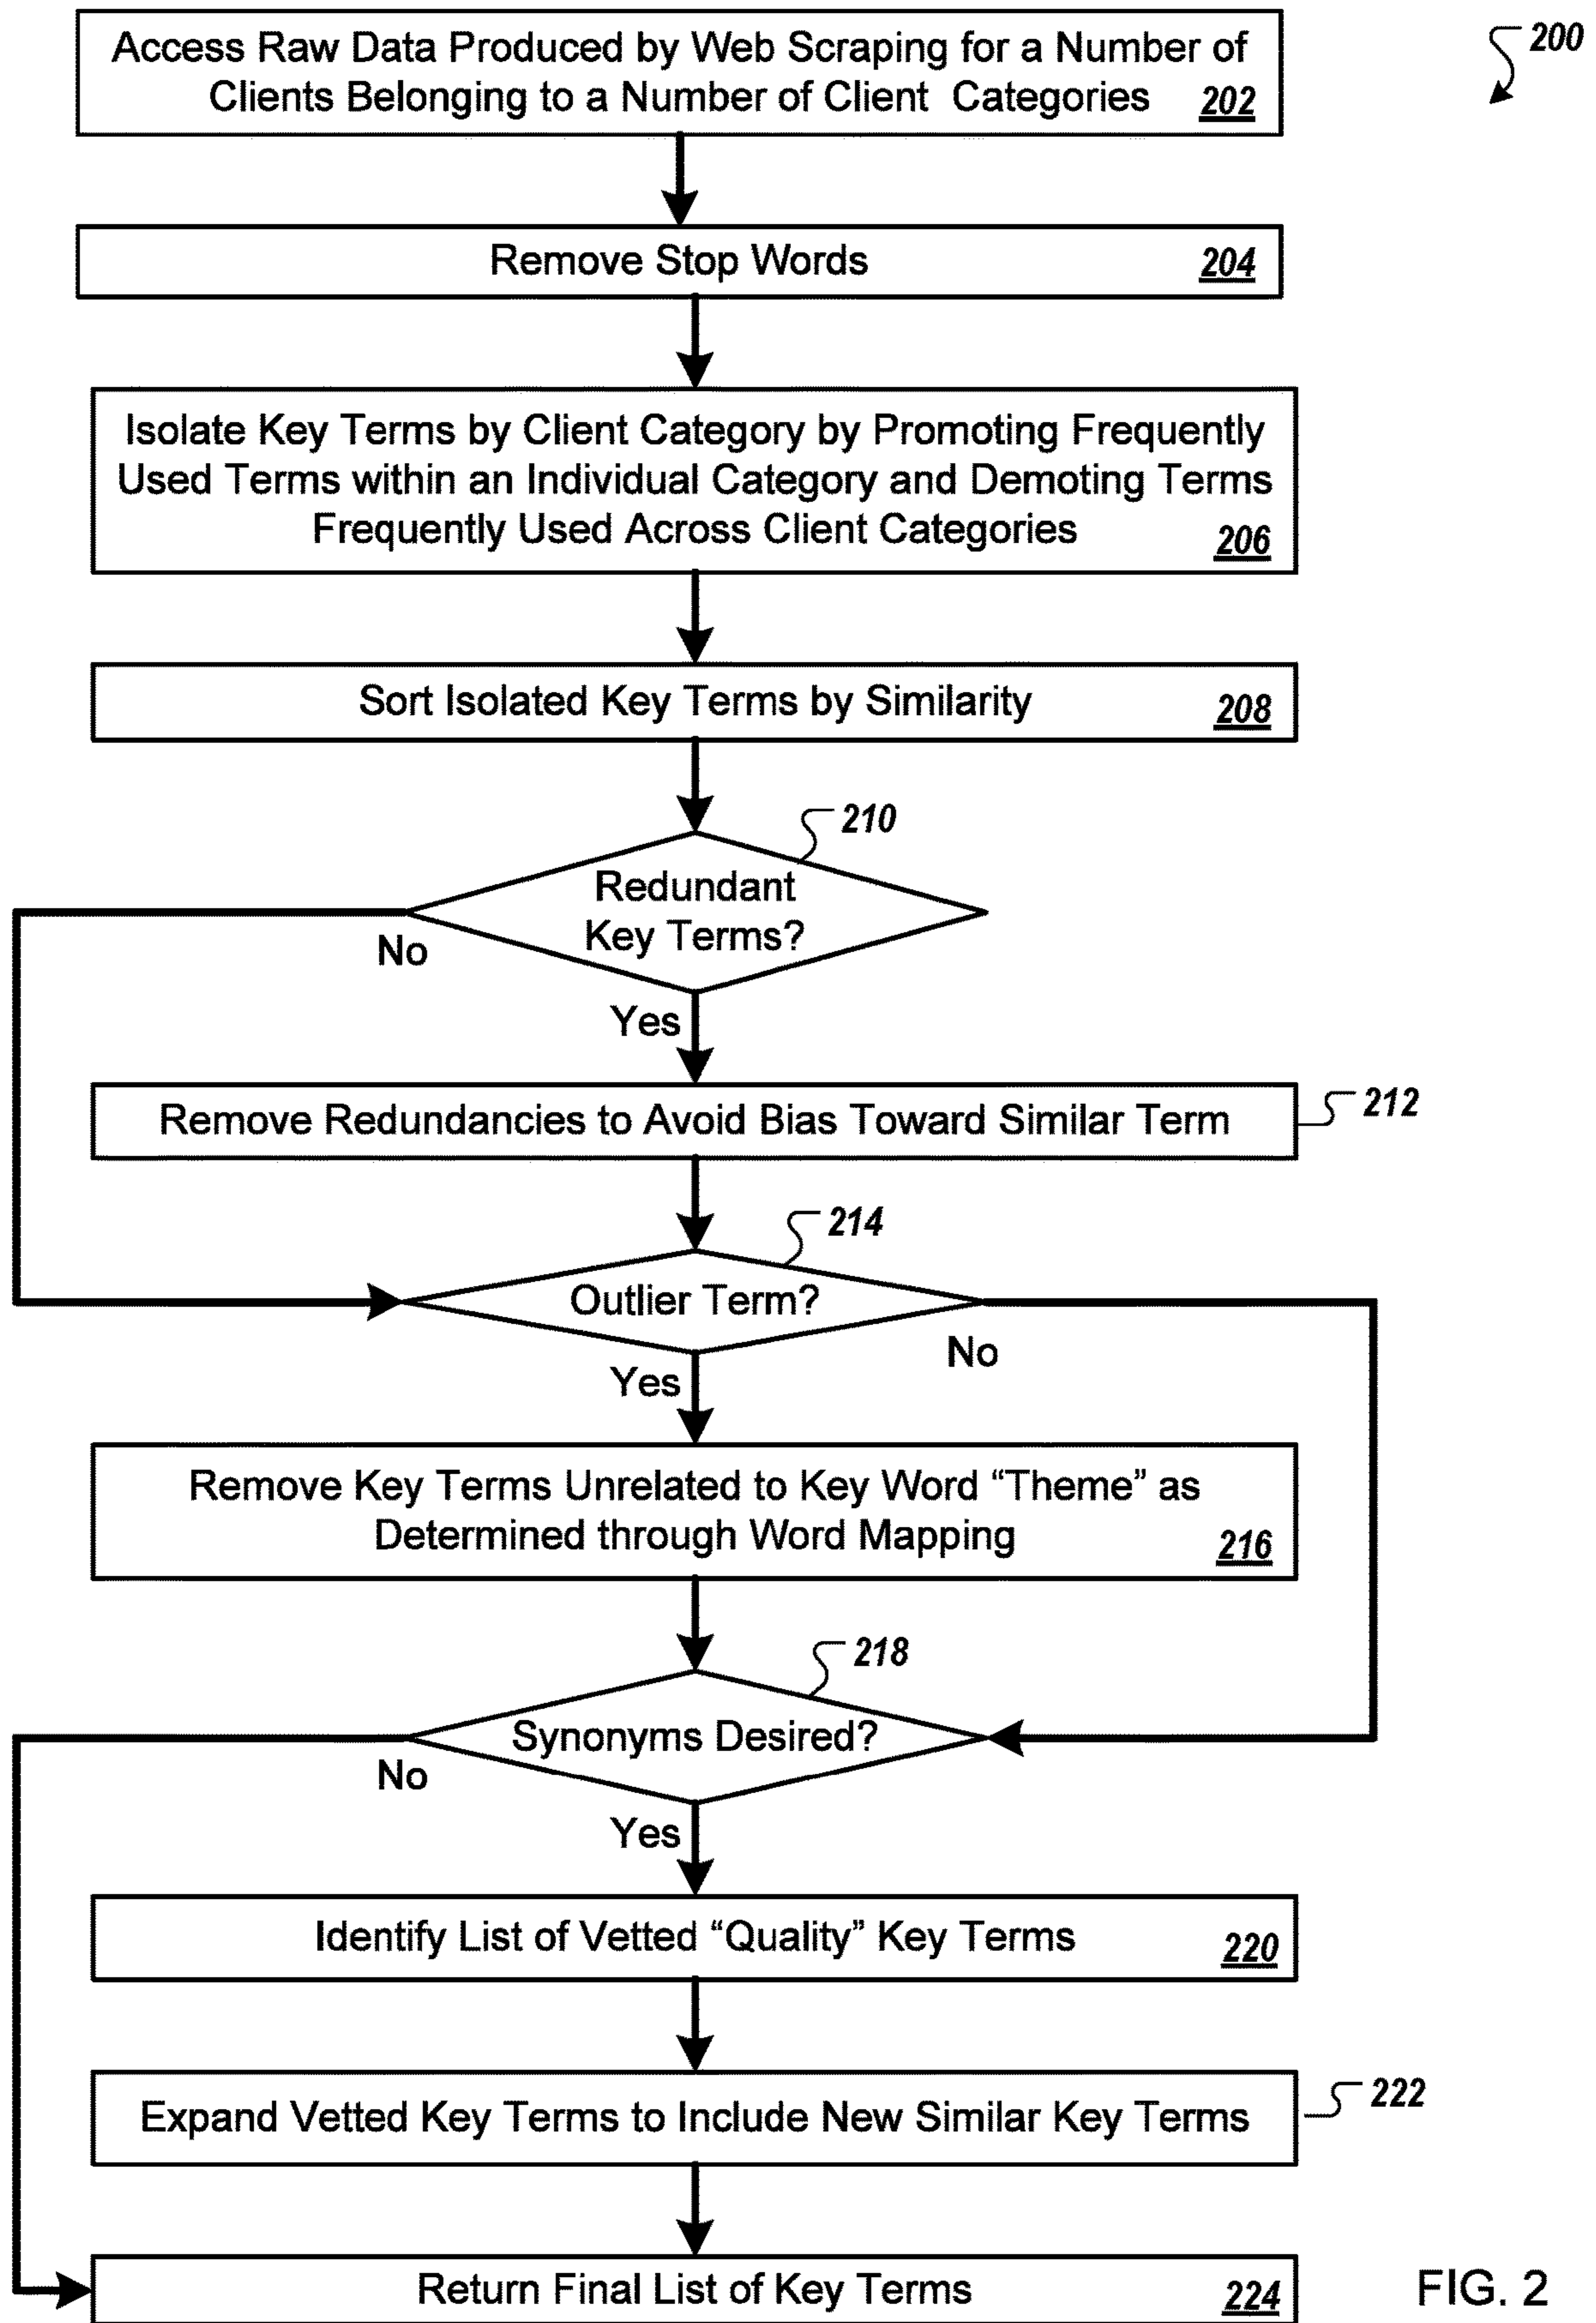 200
Access Raw Data Produced by Web Scraping for a Number of
Clients Belonging to a Number of Client Categories 202
Remove Stop Words 204
Isolate Key Terms by Client Category by Promoting Frequently
Used Terms within an Individual Category and Demoting Terms
Frequently Used Across Client Categories 206
Sort Isolated Key Terms by Similarity 208
210
Redundant
Key Terms?
No
Yes
Remove Redundancies to Avoid Bias Toward Similar Term 212
214
Outlier Term?
No
Yes
Remove Key Terms Unrelated to Key Word “Theme” as
Determined through Word Mapping 216
218
Synonyms Desired?
No
Yes
Identify List of Vetted “Quality” Key Terms 220
Expand Vetted Key Terms to Include New Similar Key Terms 222
Return Final List of Key Terms 224
FIG. 2